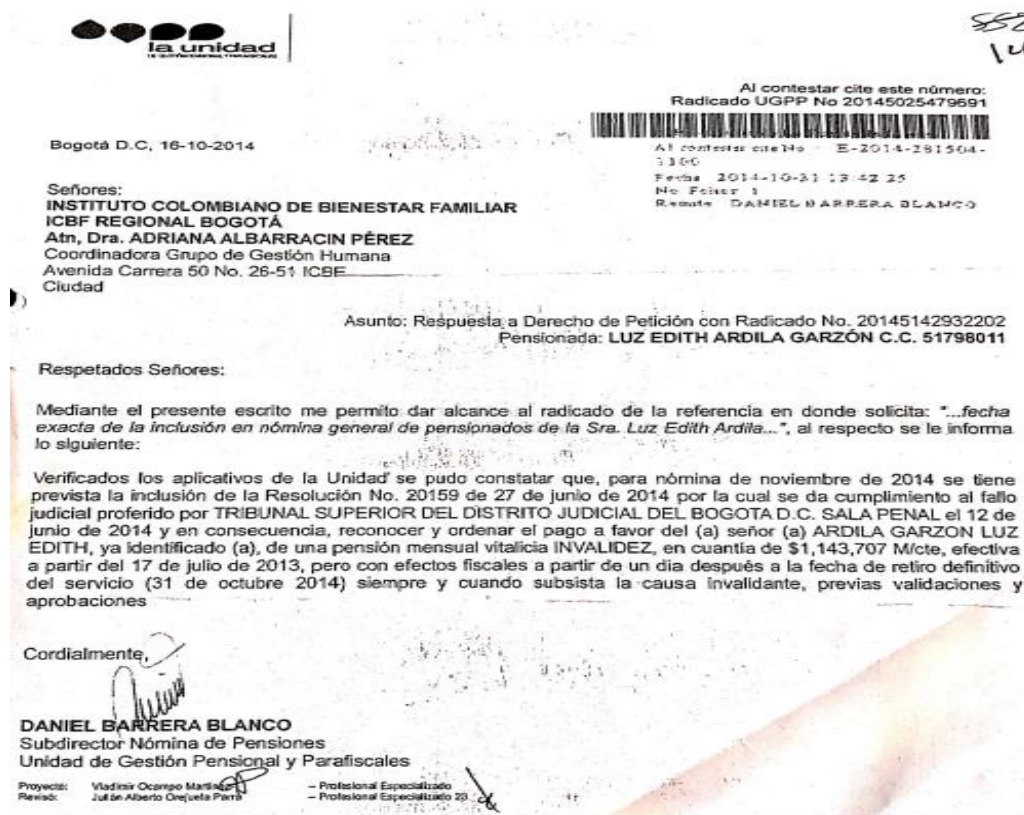 la unidad
552
14
Al contestar cite este número:
Radicado UGPP No 20145025479691
Al contestar cite No : E-2014-281504-
1100
Fecha 2014-10-31 13:42 25
No Folios 1
Remite DANIEL BARRERA BLANCO
Bogotá D.C, 16-10-2014
Señores:
INSTITUTO COLOMBIANO DE BIENESTAR FAMILIAR
ICBF REGIONAL BOGOTÁ
Atn, Dra. ADRIANA ALBARRACIN PÉREZ
Coordinadora Grupo de Gestión Humana
Avenida Carrera 50 No. 26-51 ICBF
Ciudad
Asunto: Respuesta a Derecho de Petición con Radicado No. 20145142932202
Pensionada: LUZ EDITH ARDILA GARZÓN C.C. 51798011
Respetados Señores:
Mediante el presente escrito me permito dar alcance al radicado de la referencia en donde solicita: "...fecha
exacta de la inclusión en nómina general de pensionados de la Sra. Luz Edith Ardila...", al respecto se le informa
lo siguiente:
Verificados los aplicativos de la Unidad se pudo constatar que, para nómina de noviembre de 2014 se tiene
prevista la inclusión de la Resolución No. 20159 de 27 de junio de 2014 por la cual se da cumplimiento al fallo
judicial proferido por TRIBUNAL SUPERIOR DEL DISTRITO JUDICIAL DEL BOGOTA D.C. SALA PENAL el 12 de
junio de 2014 y en consecuencia, reconocer y ordenar el pago a favor del (a) señor (a) ARDILA GARZON LUZ
EDITH, ya identificado (a), de una pensión mensual vitalicia INVALIDEZ, en cuantía de $1,143,707 M/cte, efectiva
a partir del 17 de julio de 2013, pero con efectos fiscales a partir de un día después a la fecha de retiro definitivo
del servicio (31 de octubre 2014) siempre y cuando subsista la causa invalidante, previas validaciones y
aprobaciones
Cordialmente,
DANIEL BARRERA BLANCO
Subdirector Nómina de Pensiones
Unidad de Gestión Pensional y Parafiscales
Proyectó: Vladimir Ocampo Martínez – Profesional Especializado
Revisó: Julián Alberto Orejuela Parra – Profesional Especializado